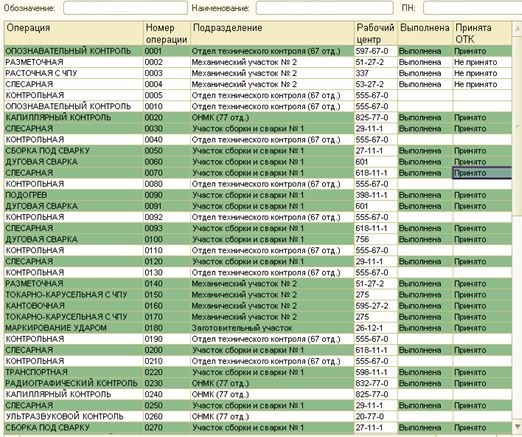 Обозначение: Наименование: ПН:
Операция Номер операции Подразделение Рабочий центр Выполнена Принята ОТК
ОПОЗНАВАТЕЛЬНЫЙ КОНТРОЛЬ 0001 Отдел технического контроля (67 отд.) 597-67-0 Выполнена Принято
РАЗМЕТОЧНАЯ 0002 Механический участок № 2 51-27-2 Выполнена Не принято
РАСТОЧНАЯ С ЧПУ 0003 Механический участок № 2 337 Выполнена Не принято
СЛЕСАРНАЯ 0004 Механический участок № 2 53-27-2 Выполнена Не принято
КОНТРОЛЬНАЯ 0005 Отдел технического контроля (67 отд.) 555-67-0
ОПОЗНАВАТЕЛЬНЫЙ КОНТРОЛЬ 0010 Отдел технического контроля (67 отд.) 555-67-0
КАПИЛЛЯРНЫЙ КОНТРОЛЬ 0020 ОНМК (77 отд.) 825-77-0 Выполнена Принято
СЛЕСАРНАЯ 0030 Участок сборки и сварки № 1 29-11-1 Выполнена Принято
КОНТРОЛЬНАЯ 0040 Отдел технического контроля (67 отд.) 555-67-0
СБОРКА ПОД СВАРКУ 0050 Участок сборки и сварки № 1 27-11-1 Выполнена Принято
ДУГОВАЯ СВАРКА 0060 Участок сборки и сварки № 1 601 Выполнена Принято
СЛЕСАРНАЯ 0070 Участок сборки и сварки № 1 618-11-1 Выполнена Принято
КОНТРОЛЬНАЯ 0080 Отдел технического контроля (67 отд.) 555-67-0
ПОДОГРЕВ 0090 Участок сборки и сварки № 1 398-11-1 Выполнена Принято
ДУГОВАЯ СВАРКА 0091 Участок сборки и сварки № 1 601 Выполнена Принято
КОНТРОЛЬНАЯ 0092 Отдел технического контроля (67 отд.) 555-67-0
СЛЕСАРНАЯ 0093 Участок сборки и сварки № 1 618-11-1 Выполнена Принято
ДУГОВАЯ СВАРКА 0100 Участок сборки и сварки № 1 756 Выполнена Принято
КОНТРОЛЬНАЯ 0110 Отдел технического контроля (67 отд.) 555-67-0
СЛЕСАРНАЯ 0120 Участок сборки и сварки № 1 29-11-1 Выполнена Принято
КОНТРОЛЬНАЯ 0130 Отдел технического контроля (67 отд.) 555-67-0
РАЗМЕТОЧНАЯ 0140 Механический участок № 2 51-27-2 Выполнена Принято
ТОКАРНО-КАРУСЕЛЬНАЯ С ЧПУ 0150 Механический участок № 2 275 Выполнена Принято
КАНТОВОЧНАЯ 0160 Механический участок № 2 595-27-2 Выполнена Принято
ТОКАРНО-КАРУСЕЛЬНАЯ С ЧПУ 0170 Механический участок № 2 275 Выполнена Принято
МАРКИРОВАНИЕ УДАРОМ 0180 Заготовительный участок 26-12-1 Выполнена Принято
КОНТРОЛЬНАЯ 0190 Отдел технического контроля (67 отд.) 555-67-0
СЛЕСАРНАЯ 0200 Участок сборки и сварки № 1 618-11-1 Выполнена Принято
КОНТРОЛЬНАЯ 0210 Отдел технического контроля (67 отд.) 555-67-0
ТРАНСПОРТНАЯ 0220 Участок сборки и сварки № 1 598-11-1 Выполнена Принято
РАДИОГРАФИЧЕСКИЙ КОНТРОЛЬ 0230 ОНМК (77 отд.) 832-77-0 Выполнена Принято
КАПИЛЛЯРНЫЙ КОНТРОЛЬ 0240 ОНМК (77 отд.) 825-77-0
СЛЕСАРНАЯ 0250 Участок сборки и сварки № 1 29-11-1 Выполнена Принято
УЛЬТРАЗВУКОВОЙ КОНТРОЛЬ 0260 ОНМК (77 отд.) 20-77-0
СБОРКА ПОД СВАРКУ 0270 Участок сборки и сварки № 1 27-11-1 Выполнена Принято